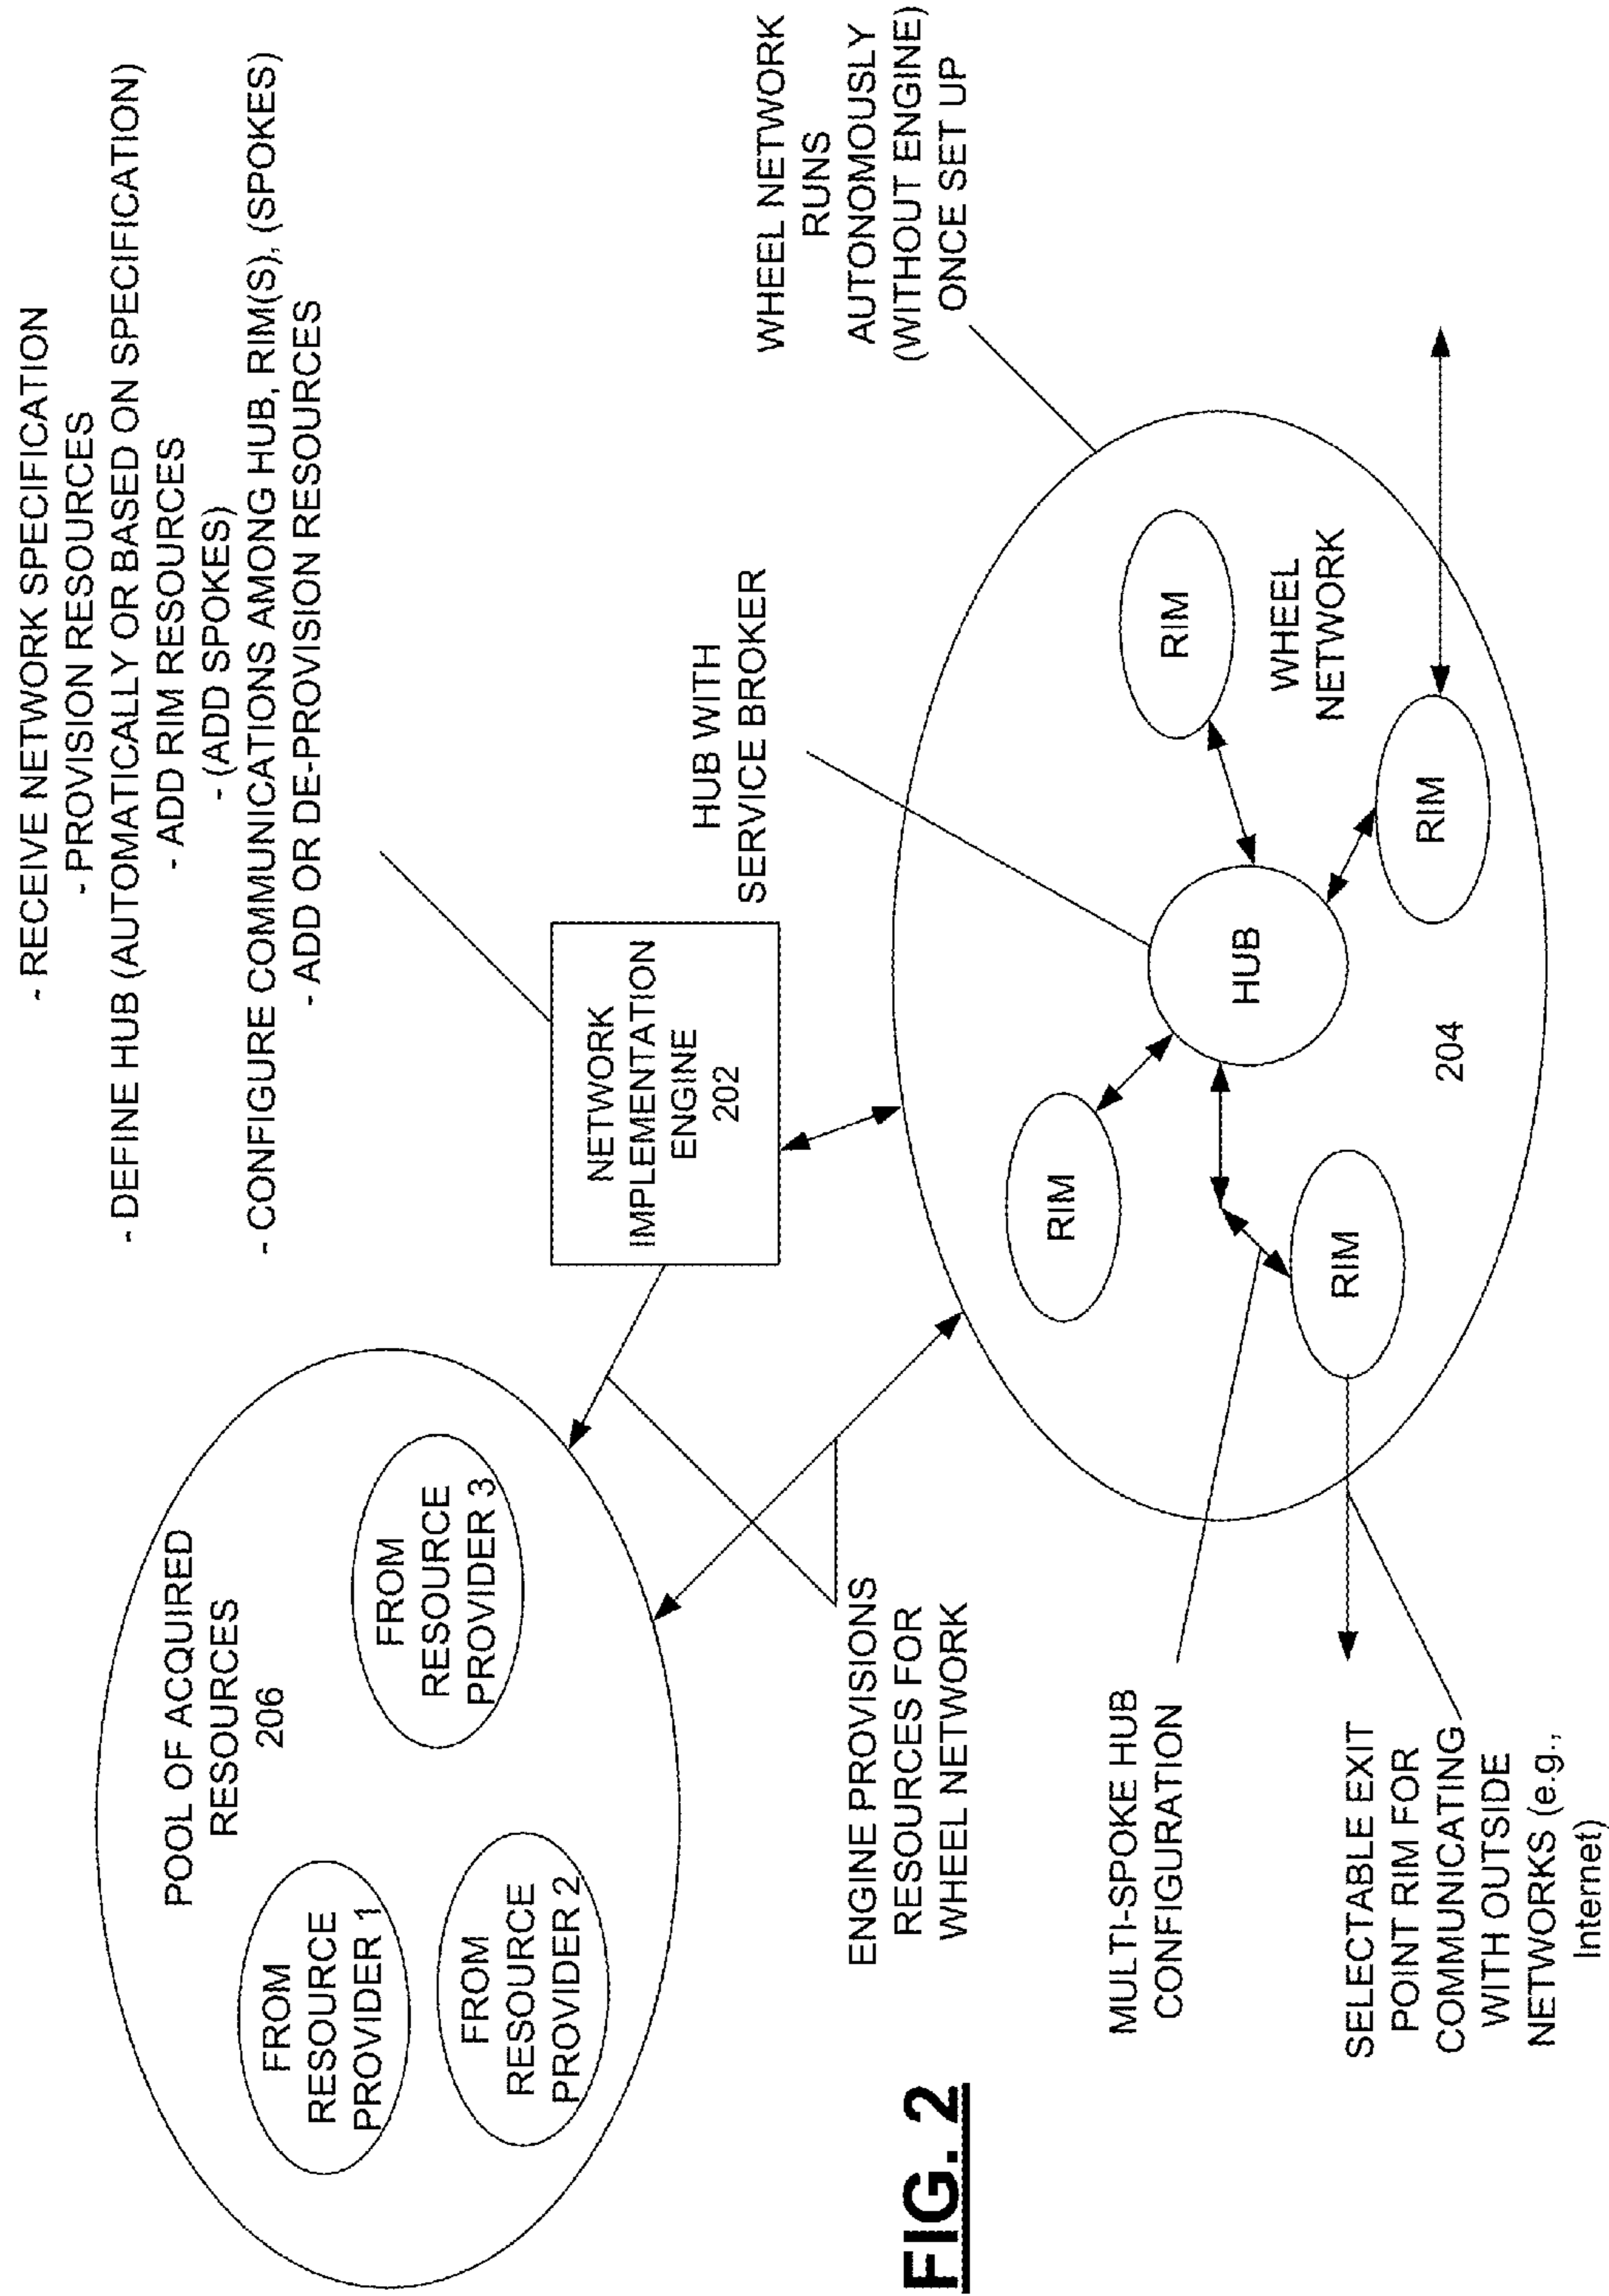 - RECEIVE NETWORK SPECIFICATION
- PROVISION RESOURCES
- DEFINE HUB (AUTOMATICALLY OR BASED ON SPECIFICATION)
- ADD RIM RESOURCES
- (ADD SPOKES)
- CONFIGURE COMMUNICATIONS AMONG HUB, RIM(S), (SPOKES)
- ADD OR DE-PROVISION RESOURCES
POOL OF ACQUIRED
RESOURCES
206
FROM
RESOURCE
PROVIDER 1
FROM
RESOURCE
PROVIDER 2
FROM
RESOURCE
PROVIDER 3
NETWORK
IMPLEMENTATION
ENGINE
202
HUB WITH
SERVICE BROKER
WHEEL NETWORK
RUNS
AUTONOMOUSLY
(WITHOUT ENGINE)
ONCE SET UP
ENGINE PROVISIONS
RESOURCES FOR
WHEEL NETWORK
RIM
RIM
HUB
RIM
RIM
WHEEL
NETWORK
204
MULTI-SPOKE HUB
CONFIGURATION
SELECTABLE EXIT
POINT RIM FOR
COMMUNICATING
WITH OUTSIDE
NETWORKS (e.g.,
Internet)
FIG. 2